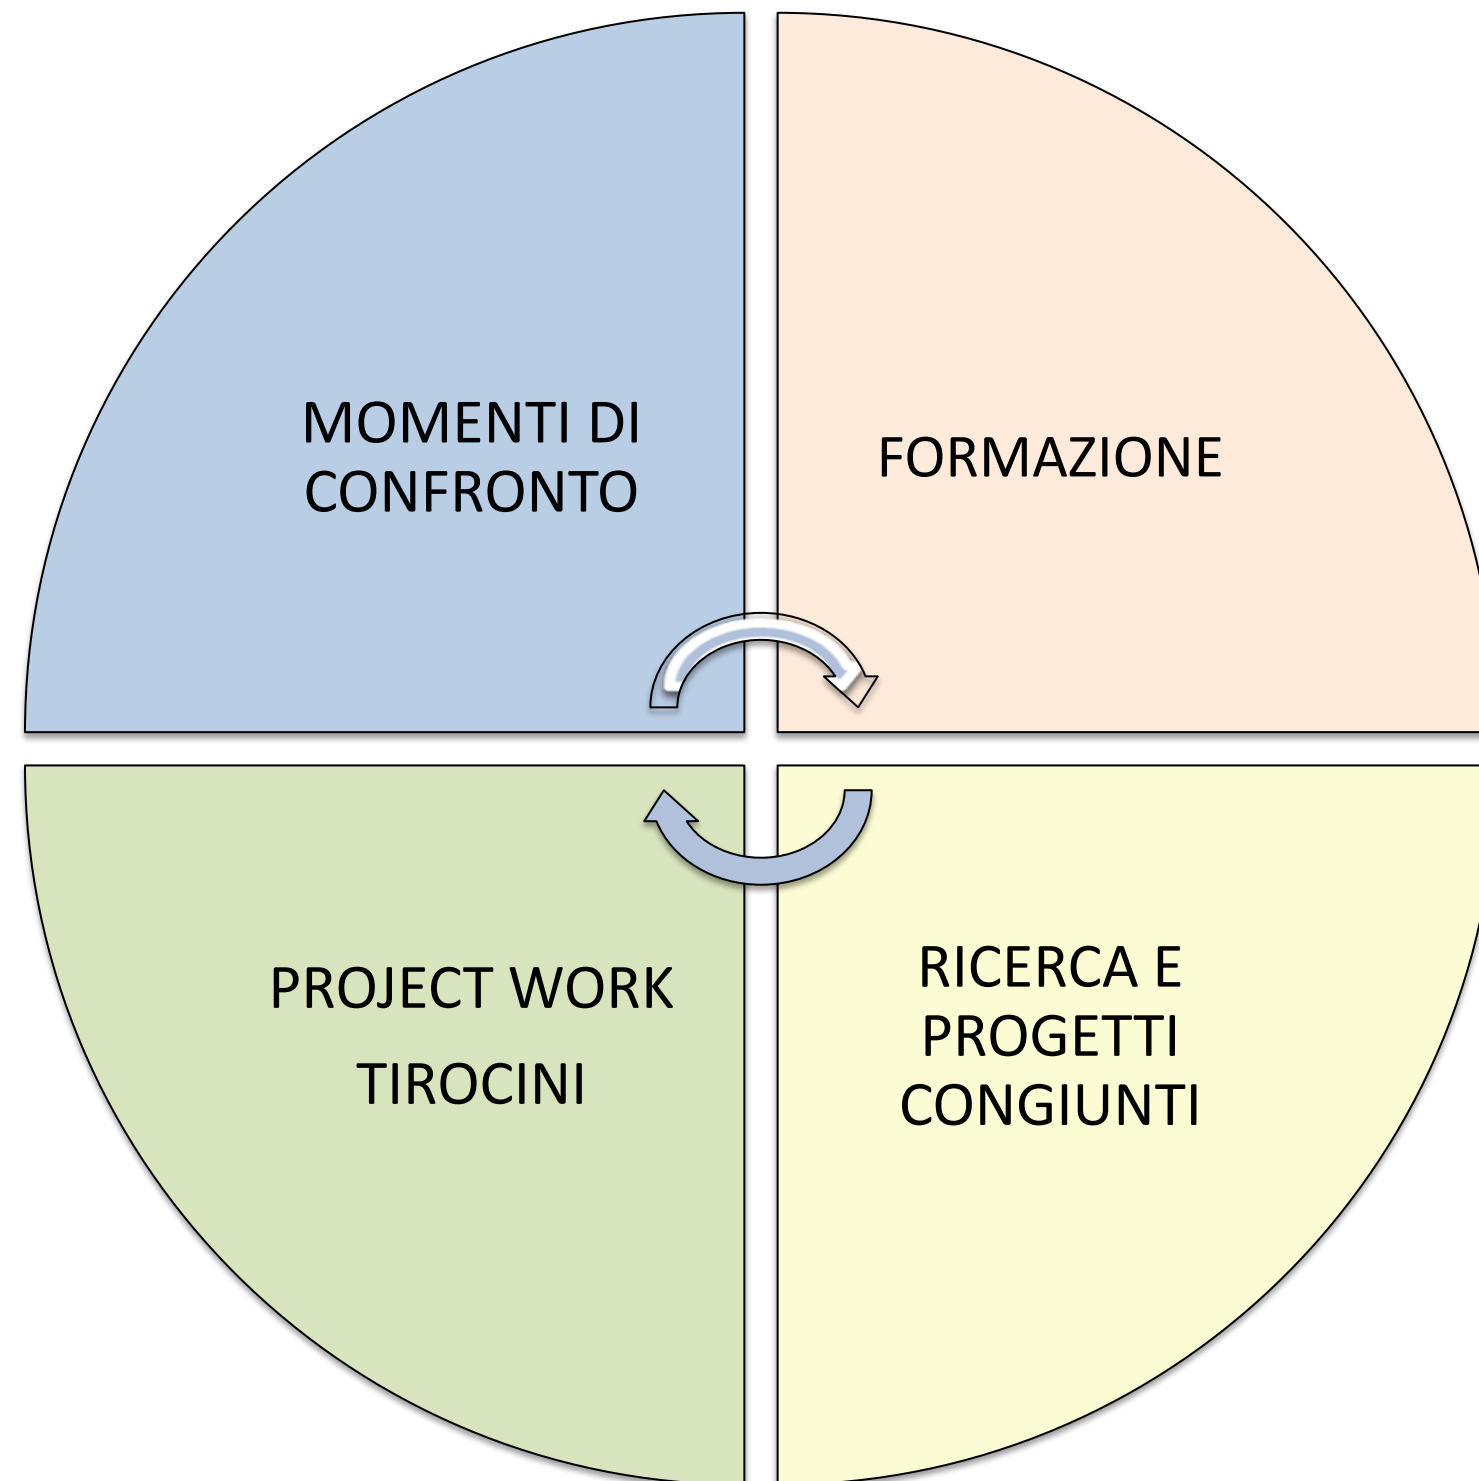 MOMENTI DI
CONFRONTO
FORMAZIONE
PROJECT WORK
TIROCINI
RICERCA E
PROGETTI
CONGIUNTI